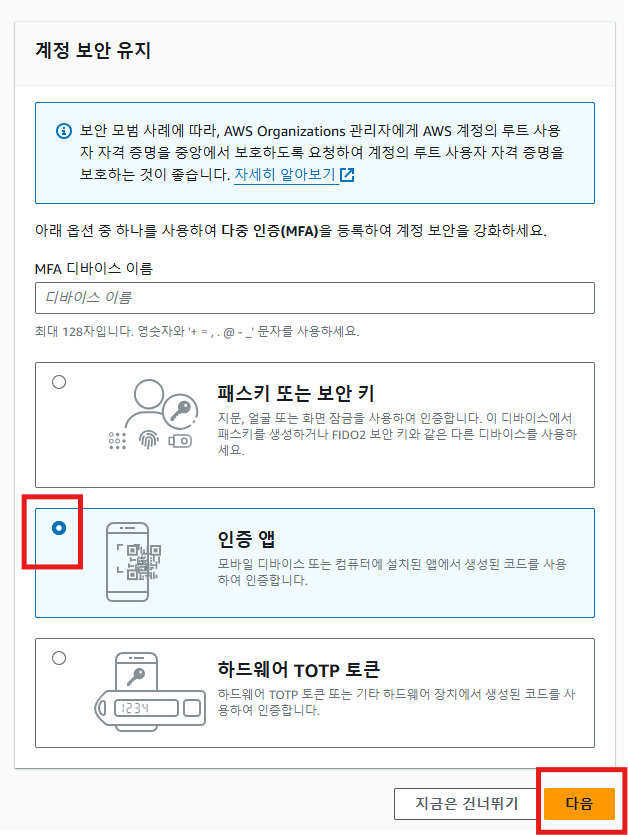 계정 보안 유지
보안 모범 사례에 따라, AWS Organizations 관리자에게 AWS 계정의 루트 사용
자 자격 증명을 중앙에서 보호하도록 요청하여 계정의 루트 사용자 자격 증명을
보호하는 것이 좋습니다. 자세히 알아보기
아래 옵션 중 하나를 사용하여 다중 인증(MFA)을 등록하여 계정 보안을 강화하세요.
MFA 디바이스 이름
디바이스 이름
최대 128자입니다. 영숫자와 '+ = , . @ - _' 문자를 사용하세요.
패스키 또는 보안 키
지문, 얼굴 또는 화면 잠금을 사용하여 인증합니다. 이 디바이스에서
패스키를 생성하거나 FIDO2 보안 키와 같은 다른 디바이스를 사용하
세요.
인증 앱
모바일 디바이스 또는 컴퓨터에 설치된 앱에서 생성된 코드를 사용
하여 인증합니다.
하드웨어 TOTP 토큰
1234
하드웨어 TOTP 토큰 또는 기타 하드웨어 장치에서 생성된 코드를 사
용하여 인증합니다.
지금은 건너뛰기
다음